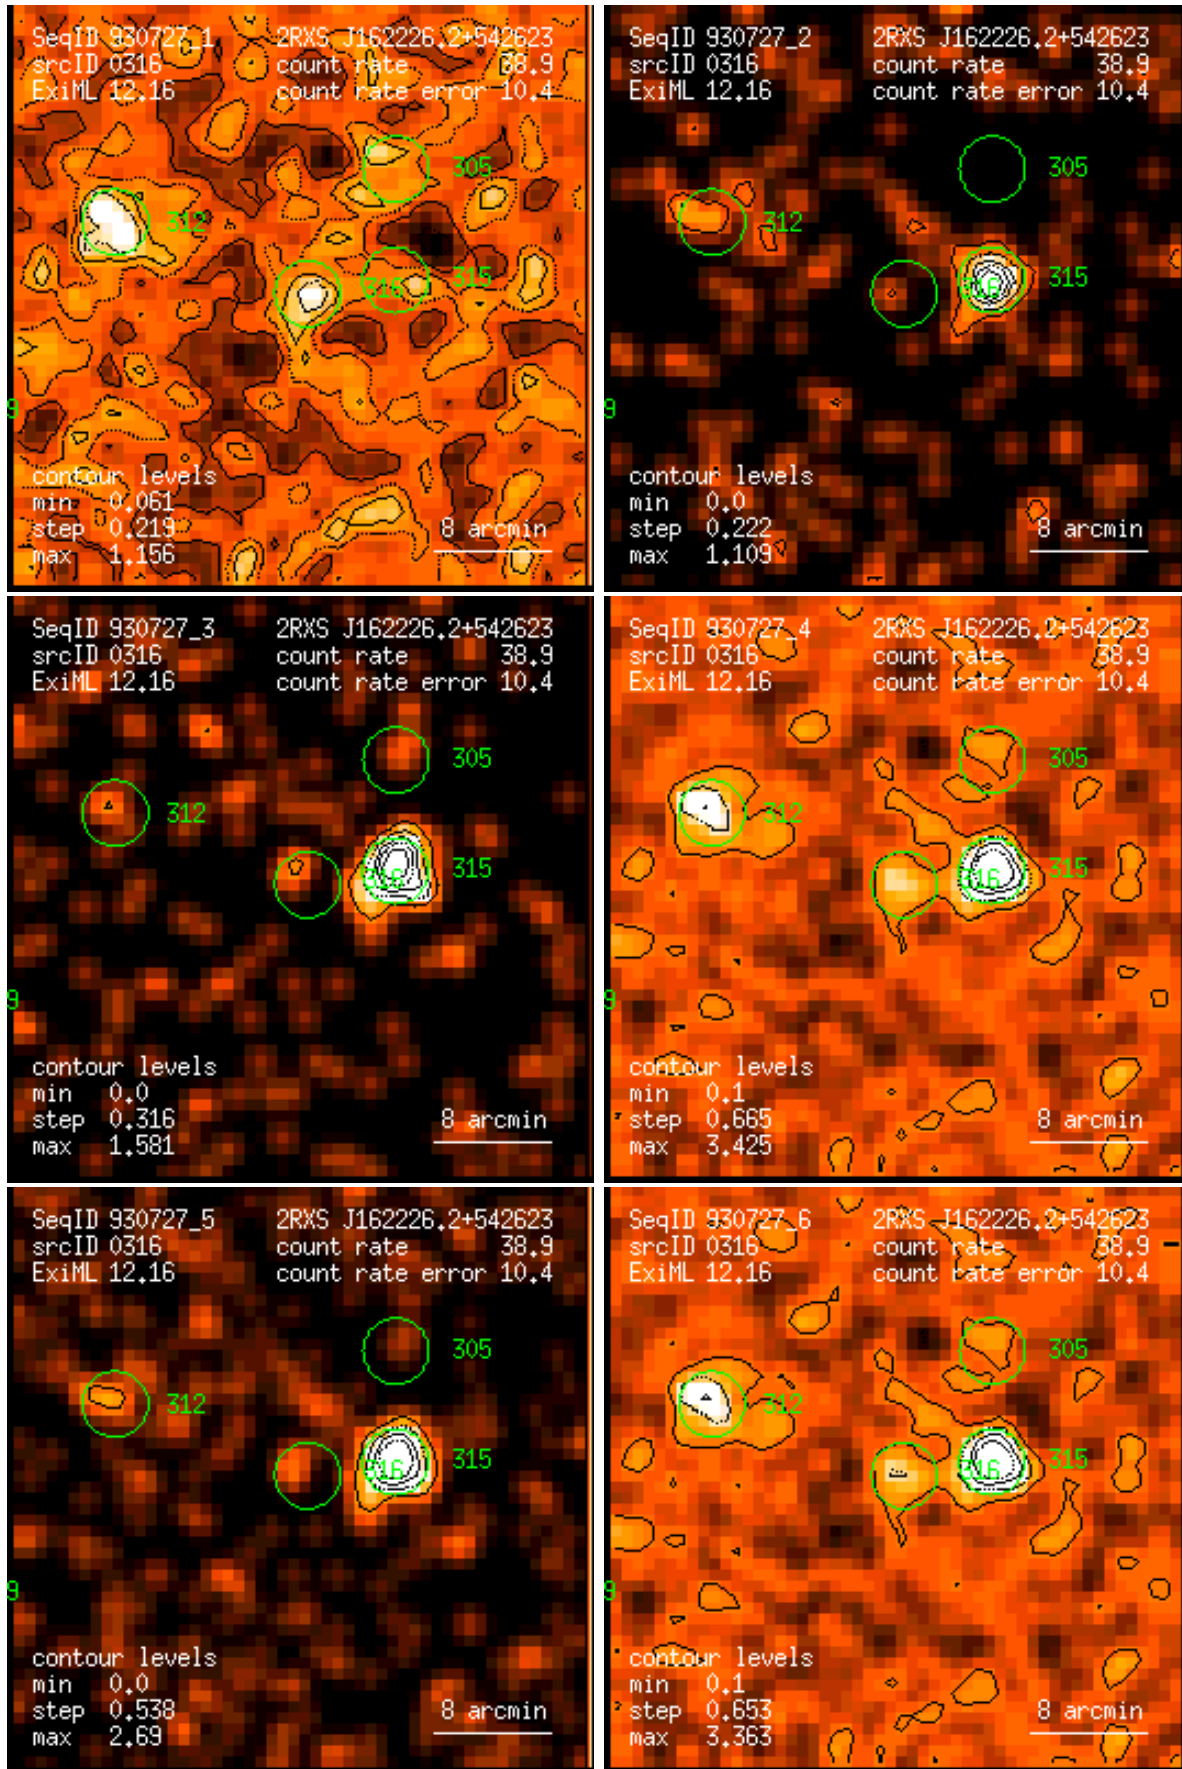 SeqID 930727_1 2RXS J162226.2+542623
srcID 0316 count rate 38.9
ExiML 12.16 count rate error 10.4
305
312
315
316
9
contour levels
min 0.061
step 0.219 8 arcmin
max 1.156
SeqID 930727_2 2RXS J162226.2+542623
srcID 0316 count rate 38.9
ExiML 12.16 count rate error 10.4
305
312
315
316
9
contour levels
min 0.0
step 0.222 8 arcmin
max 1.109
SeqID 930727_3 2RXS J162226.2+542623
srcID 0316 count rate 38.9
ExiML 12.16 count rate error 10.4
305
312
315
316
9
contour levels
min 0.0
step 0.316 8 arcmin
max 1.581
SeqID 930727_4 2RXS J162226.2+542623
srcID 0316 count rate 38.9
ExiML 12.16 count rate error 10.4
305
312
315
316
9
contour levels
min 0.1
step 0.665 8 arcmin
max 3.425
SeqID 930727_5 2RXS J162226.2+542623
srcID 0316 count rate 38.9
ExiML 12.16 count rate error 10.4
305
312
315
316
9
contour levels
min 0.0
step 0.538 8 arcmin
max 2.69
SeqID 930727_6 2RXS J162226.2+542623
srcID 0316 count rate 38.9
ExiML 12.16 count rate error 10.4
305
312
315
316
9
contour levels
min 0.1
step 0.653 8 arcmin
max 3.363